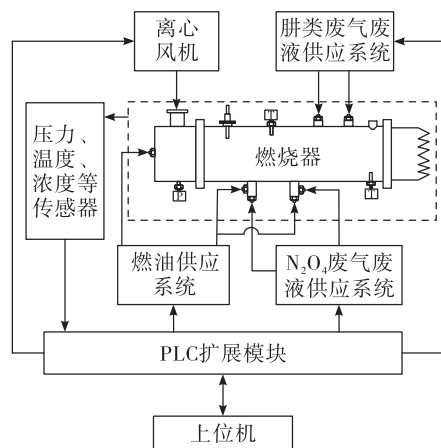 离心
风机
肼类废气废
液供应系统
压力、
温度、
浓度等
传感器
燃烧器
燃油供应
系统
N₂O₄废气废
液供应系统
PLC扩展模块
上位机